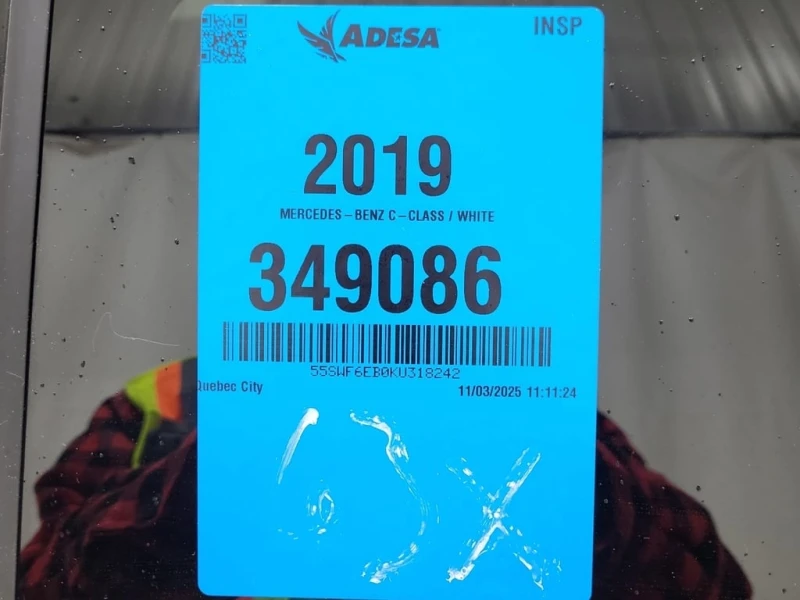 ADESA
INSP
2019
MERCEDES-BENZ C-CLASS / WHITE
349086
55SWF6EB0KU318242
Quebec City
11/03/2025 11:11:24